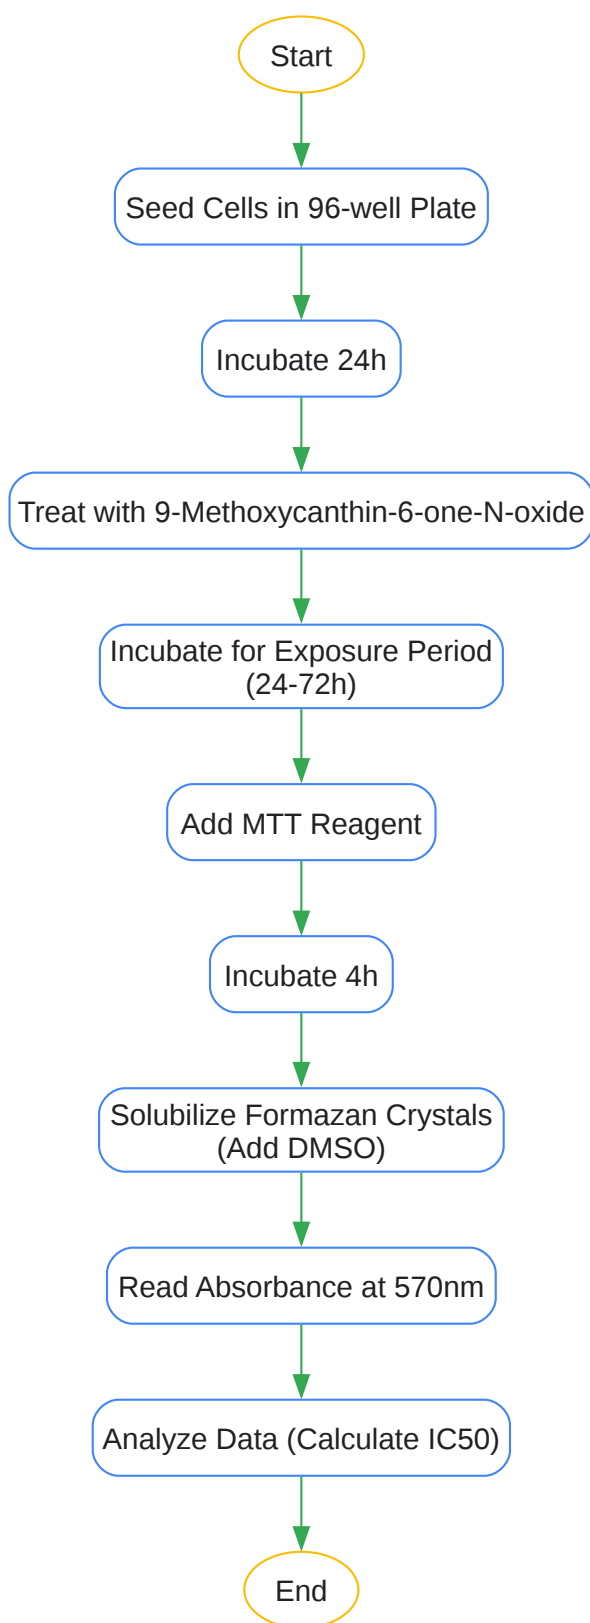 Start
Seed Cells in 96-well Plate
Incubate 24h
Treat with 9-Methoxycanthin-6-one-N-oxide
Incubate for Exposure Period
(24-72h)
Add MTT Reagent
Incubate 4h
Solubilize Formazan Crystals
(Add DMSO)
Read Absorbance at 570nm
Analyze Data (Calculate IC50)
End